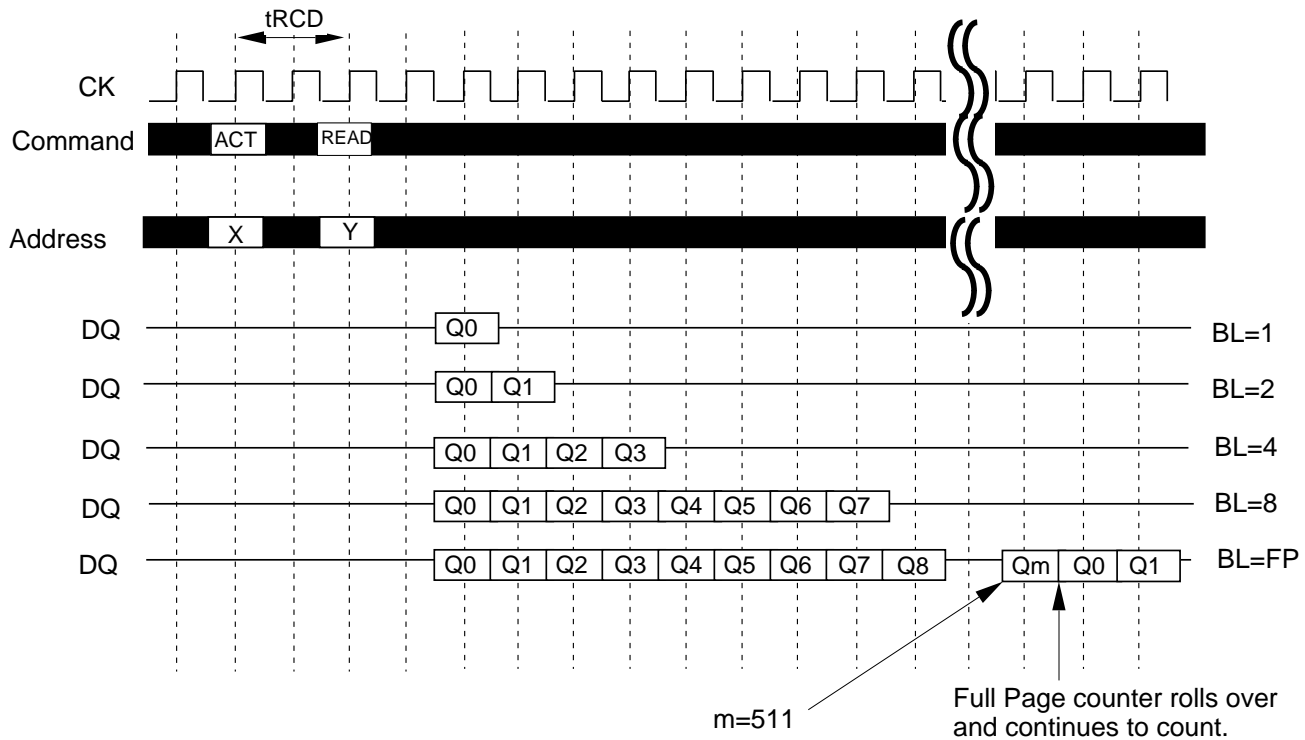 tRCD
CK
Command ACT READ
Address X Y
DQ Q0 BL=1
DQ Q0 Q1 BL=2
DQ Q0 Q1 Q2 Q3 BL=4
DQ Q0 Q1 Q2 Q3 Q4 Q5 Q6 Q7 BL=8
DQ Q0 Q1 Q2 Q3 Q4 Q5 Q6 Q7 Q8 Qm Q0 Q1 BL=FP
m=511
Full Page counter rolls over
and continues to count.